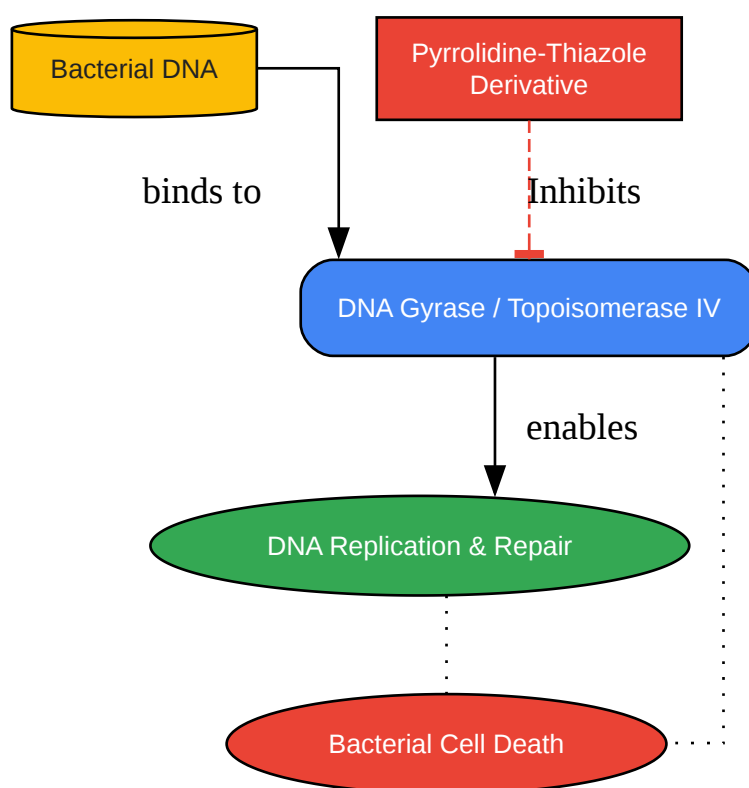 Bacterial DNA
Pyrrolidine-Thiazole
Derivative
binds to
Inhibits
DNA Gyrase / Topoisomerase IV
enables
DNA Replication & Repair
Bacterial Cell Death